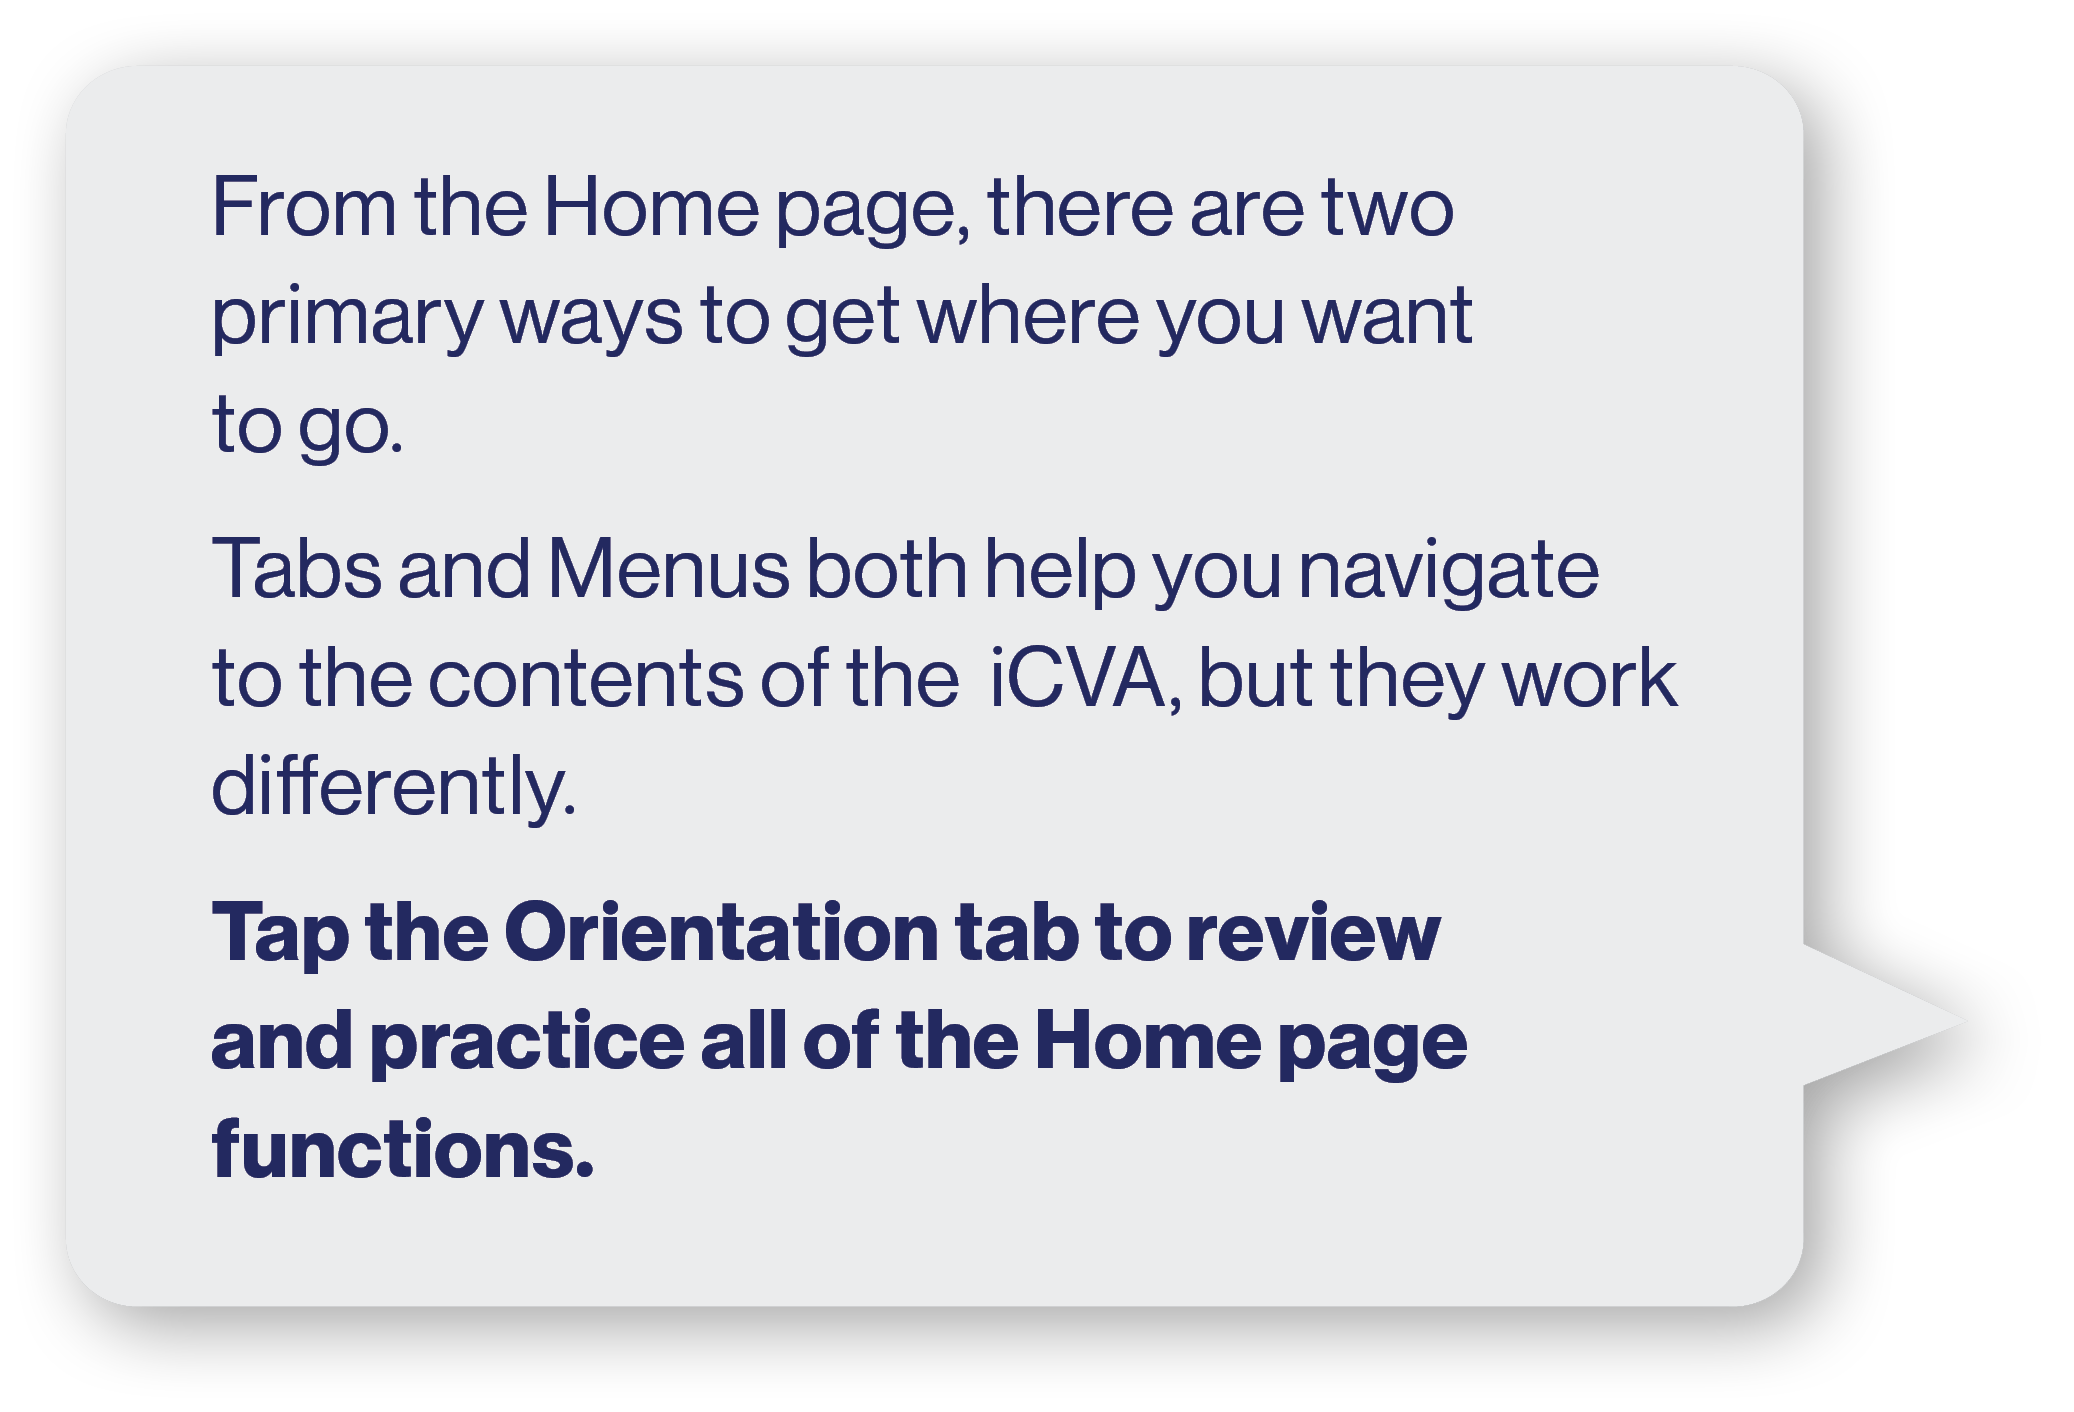 From the Home page, there are two
primary ways to get where you want
to go.
Tabs and Menus both help you navigate
to the contents of the  iCVA, but they work
differently.
Tap the Orientation tab to review
and practice all of the Home page
functions.